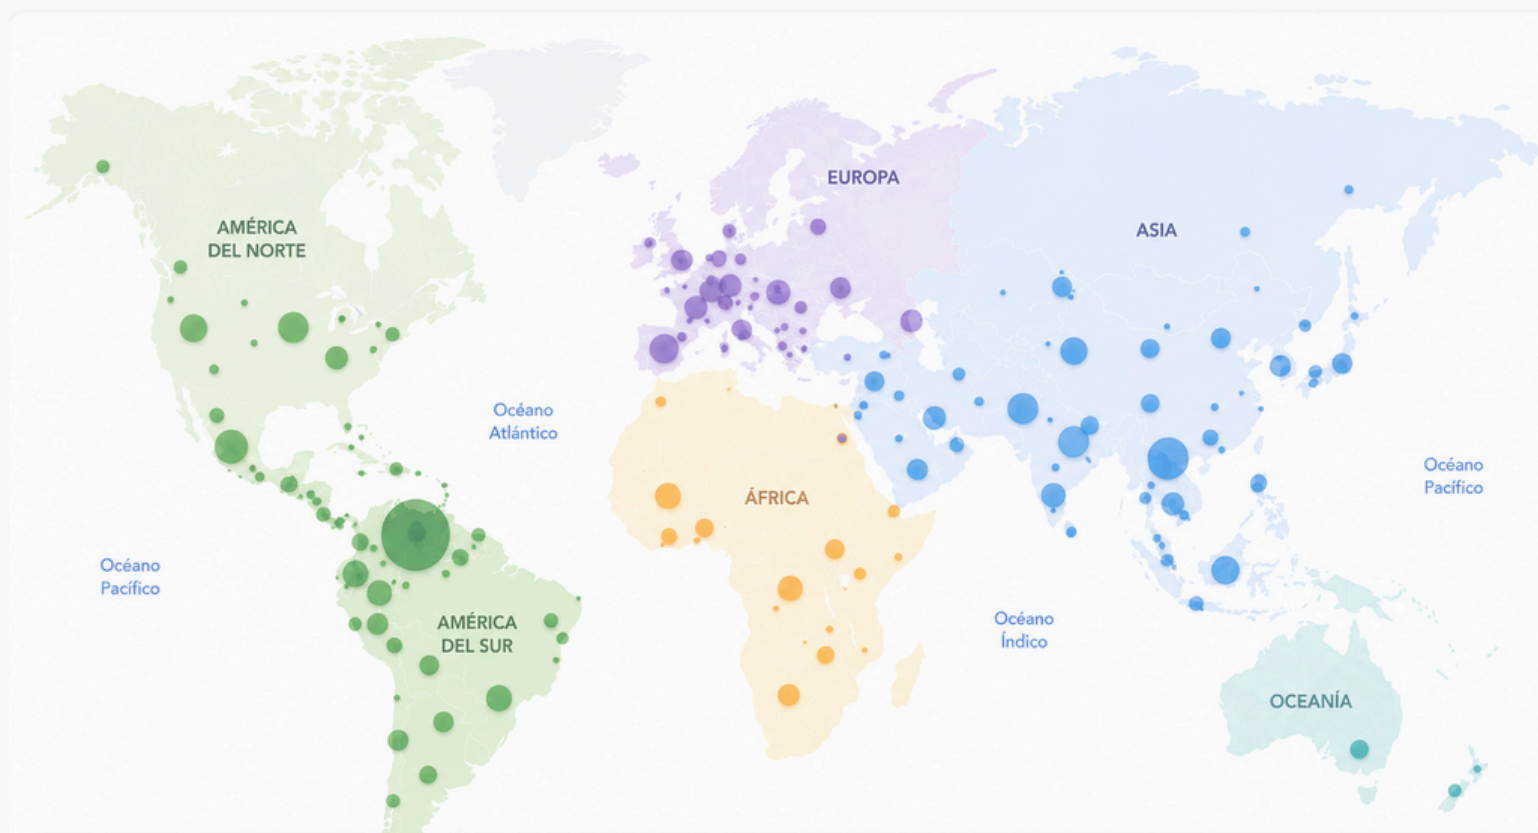 EUROPA
AMÉRICA
DEL NORTE
ASIA
Océano
Atlántico
Océano
Pacífico
ÁFRICA
Océano
Pacífico
AMÉRICA
DEL SUR
Océano
Índico
OCEANÍA